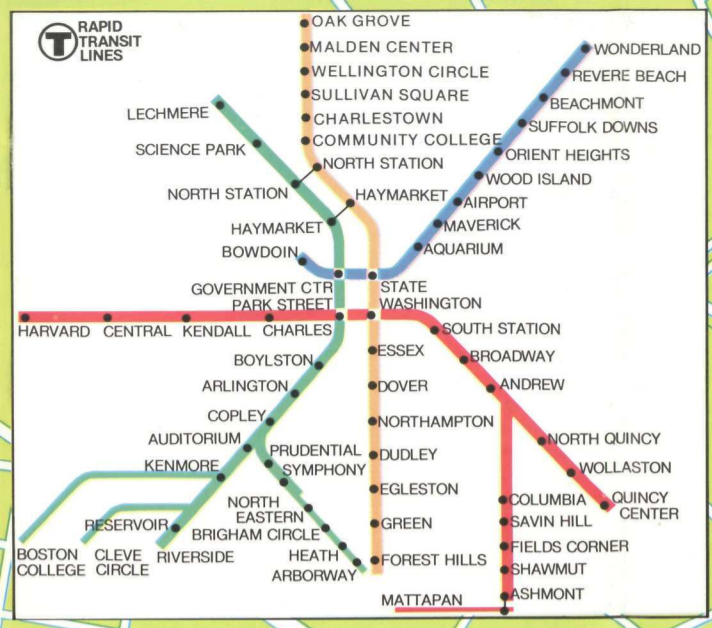 T
RAPID
TRANSIT
LINES
OAK GROVE
MALDEN CENTER
WELLINGTON CIRCLE
SULLIVAN SQUARE
CHARLESTOWN
COMMUNITY COLLEGE
NORTH STATION
HAYMARKET
LECHMERE
SCIENCE PARK
NORTH STATION
HAYMARKET
BOWDOIN
WONDERLAND
REVERE BEACH
BEACHMONT
SUFFOLK DOWNS
ORIENT HEIGHTS
WOOD ISLAND
AIRPORT
MAVERICK
AQUARIUM
GOVERNMENT CTR
STATE
PARK STREET
WASHINGTON
HARVARD
CENTRAL
KENDALL
CHARLES
SOUTH STATION
BROADWAY
ANDREW
BOYLSTON
ARLINGTON
COPLEY
AUDITORIUM
KENMORE
RESERVOIR
BOSTON
COLLEGE
CLEVE
CIRCLE
RIVERSIDE
PRUDENTIAL
SYMPHONY
NORTH
EASTERN
BRIGHAM CIRCLE
HEATH
ARBORWAY
ESSEX
DOVER
NORTHAMPTON
DUDLEY
EGLESTON
GREEN
FOREST HILLS
NORTH QUINCY
WOLLASTON
QUINCY
CENTER
COLUMBIA
SAVIN HILL
FIELDS CORNER
SHAWMUT
ASHMONT
MATTAPAN